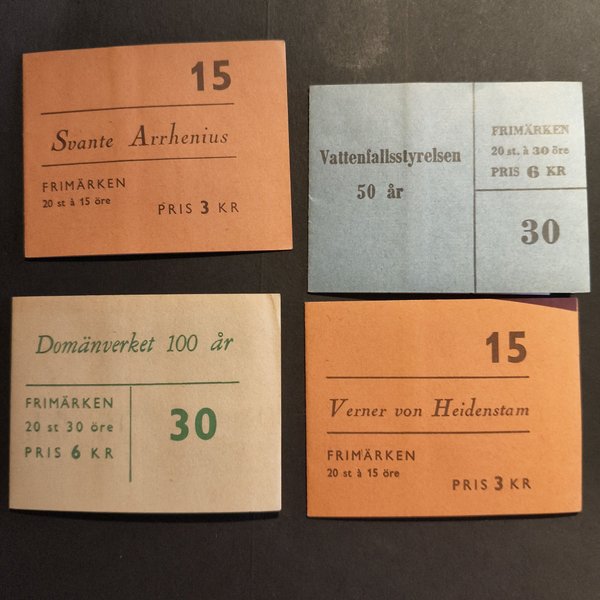 15
Svante Arrhenius
FRIMÄRKEN
20 st à 15 öre
PRIS 3 KR
Vattenfallsstyrelsen
50 år
FRIMÄRKEN
20 st. à 30 öre
PRIS 6 KR
30
Domänverket 100 år
FRIMÄRKEN
20 st 30 öre
PRIS 6 KR
30
15
Verner von Heidenstam
FRIMÄRKEN
20 st à 15 öre
PRIS 3 KR